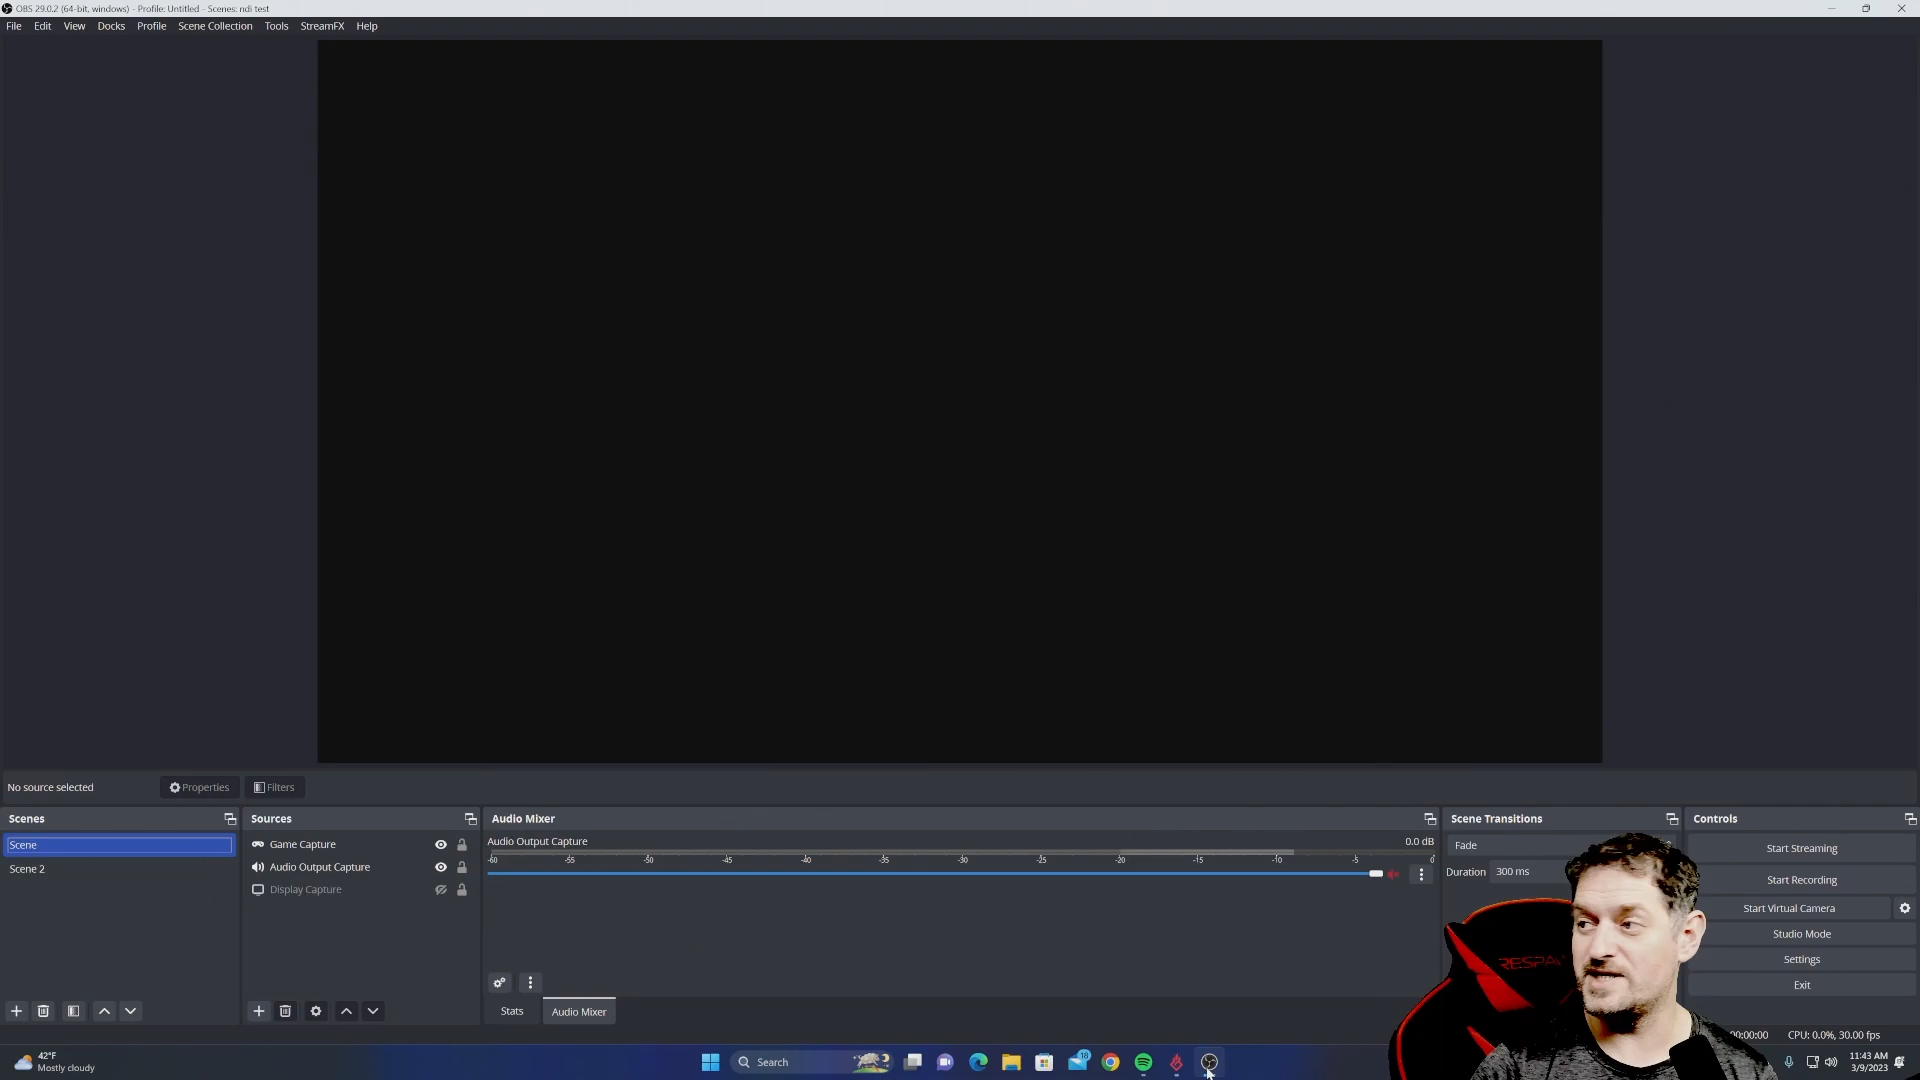 OBS 29.0.2 (64-bit, windows) - Profile: Untitled - Scenes: ndi test
File Edit View Docks Profile Scene Collection Tools StreamFX Help
No source selected Properties Filters
Scenes
Scene
Scene 2
Sources
Game Capture
Audio Output Capture
Display Capture
Audio Mixer
Audio Output Capture 0.0 dB
-60 -55 -50 -45 -40 -35 -30 -25 -20 -15 -10 -5 0
Stats Audio Mixer
Scene Transitions
Fade
Duration 300 ms
Controls
Start Streaming
Start Recording
Start Virtual Camera
Studio Mode
Settings
Exit
00:00:00 CPU: 0.0%, 30.00 fps
42°F
Mostly cloudy
Search
18
11:43 AM
3/9/2023